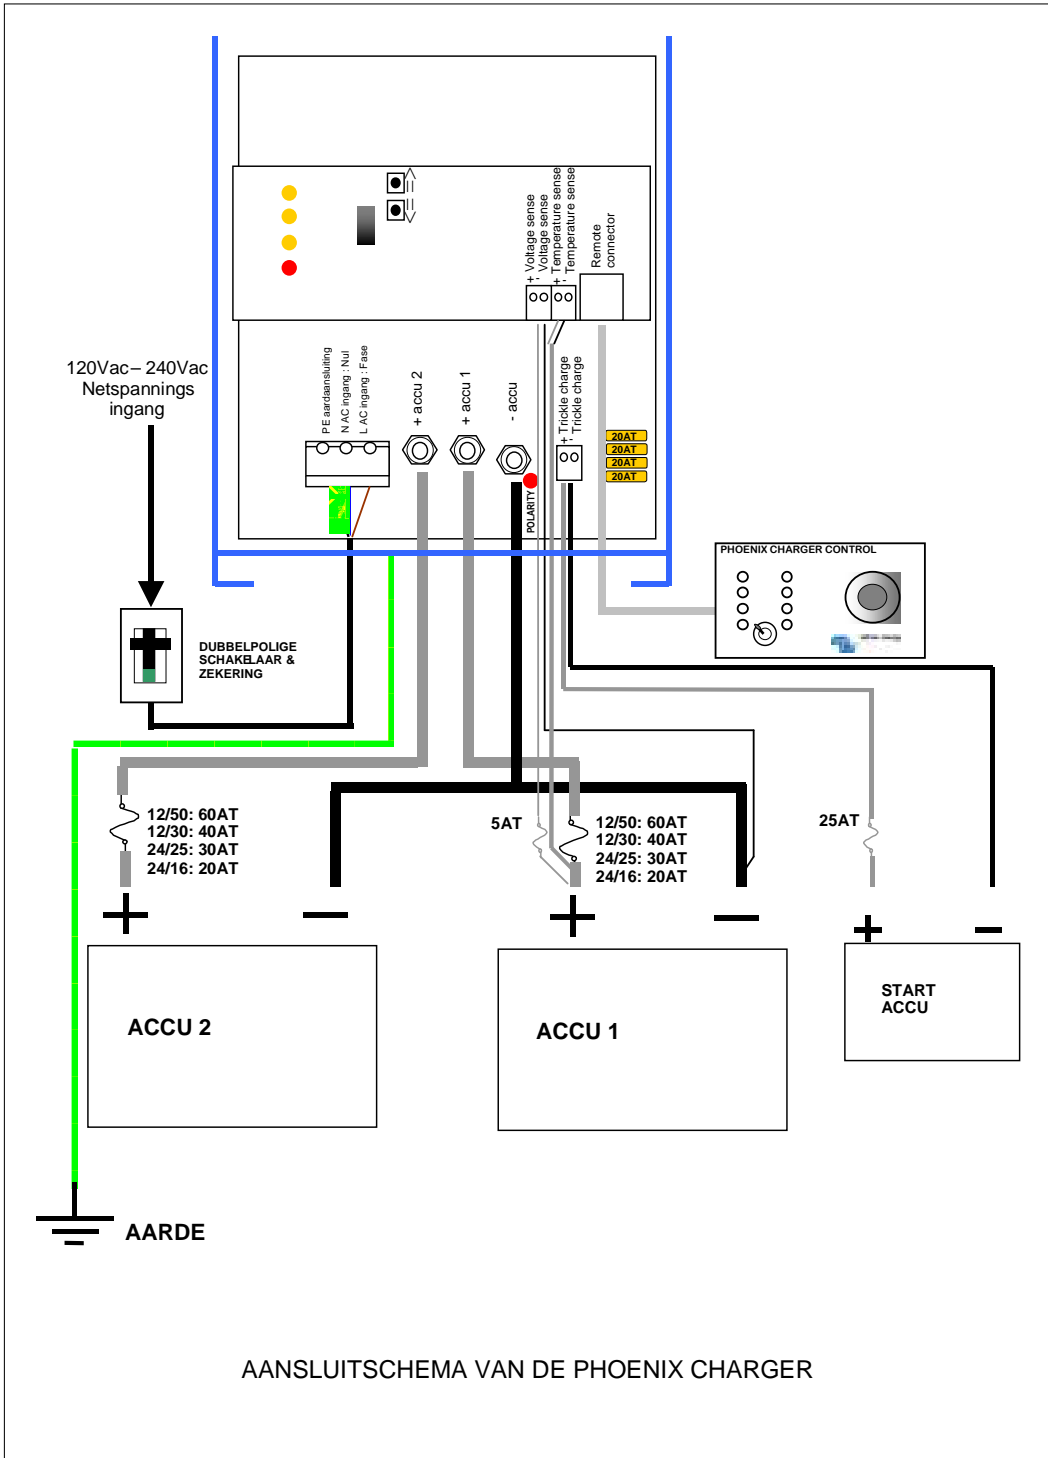 + Voltage sense
- Voltage sense
+ Temperature sense
- Temperature sense
Remote
connector
120Vac– 240Vac
Netspannings
ingang
PE aardaansluiting
N AC ingang : Nul
L AC ingang : Fase
+ accu 2
+ accu 1
- accu
+ Trickle charge
- Trickle charge
20AT
20AT
20AT
20AT
POLARITY
PHOENIX CHARGER CONTROL
DUBBELPOLIGE
SCHAKELAAR &
ZEKERING
12/50: 60AT
12/30: 40AT
24/25: 30AT
24/16: 20AT
5AT
12/50: 60AT
12/30: 40AT
24/25: 30AT
24/16: 20AT
25AT
+ –
+ –
+ –
ACCU 2
ACCU 1
START
ACCU
AARDE
AANSLUITSCHEMA VAN DE PHOENIX CHARGER